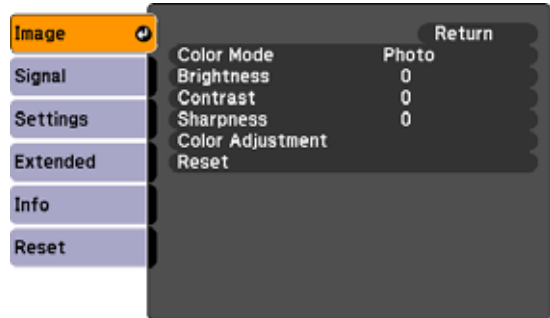 Image
Signal
Settings
Extended
Info
Reset
Return
Color Mode Photo
Brightness 0
Contrast 0
Sharpness 0
Color Adjustment
Reset